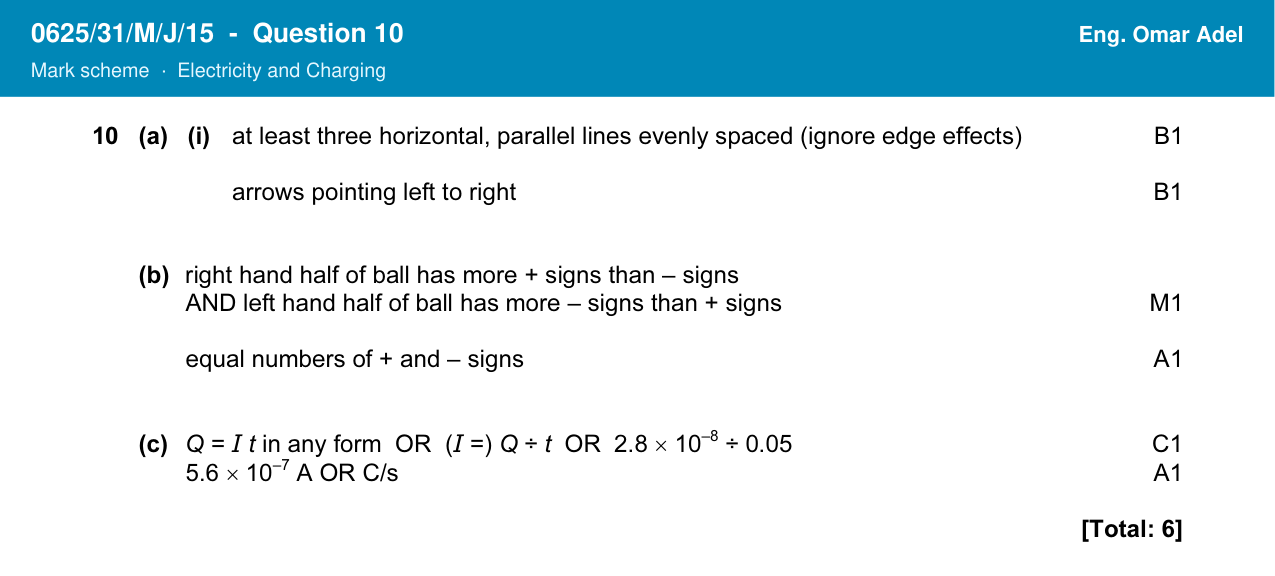 0625/31/M/J/15 - Question 10 Eng. Omar Adel
Mark scheme · Electricity and Charging
10 (a) (i) at least three horizontal, parallel lines evenly spaced (ignore edge effects) B1
arrows pointing left to right B1
(b) right hand half of ball has more + signs than – signs
AND left hand half of ball has more – signs than + signs M1
equal numbers of + and – signs A1
(c) Q = I t in any form OR (I =) Q ÷ t OR 2.8 × 10⁻⁸ ÷ 0.05 C1
5.6 × 10⁻⁷ A OR C/s A1
[Total: 6]